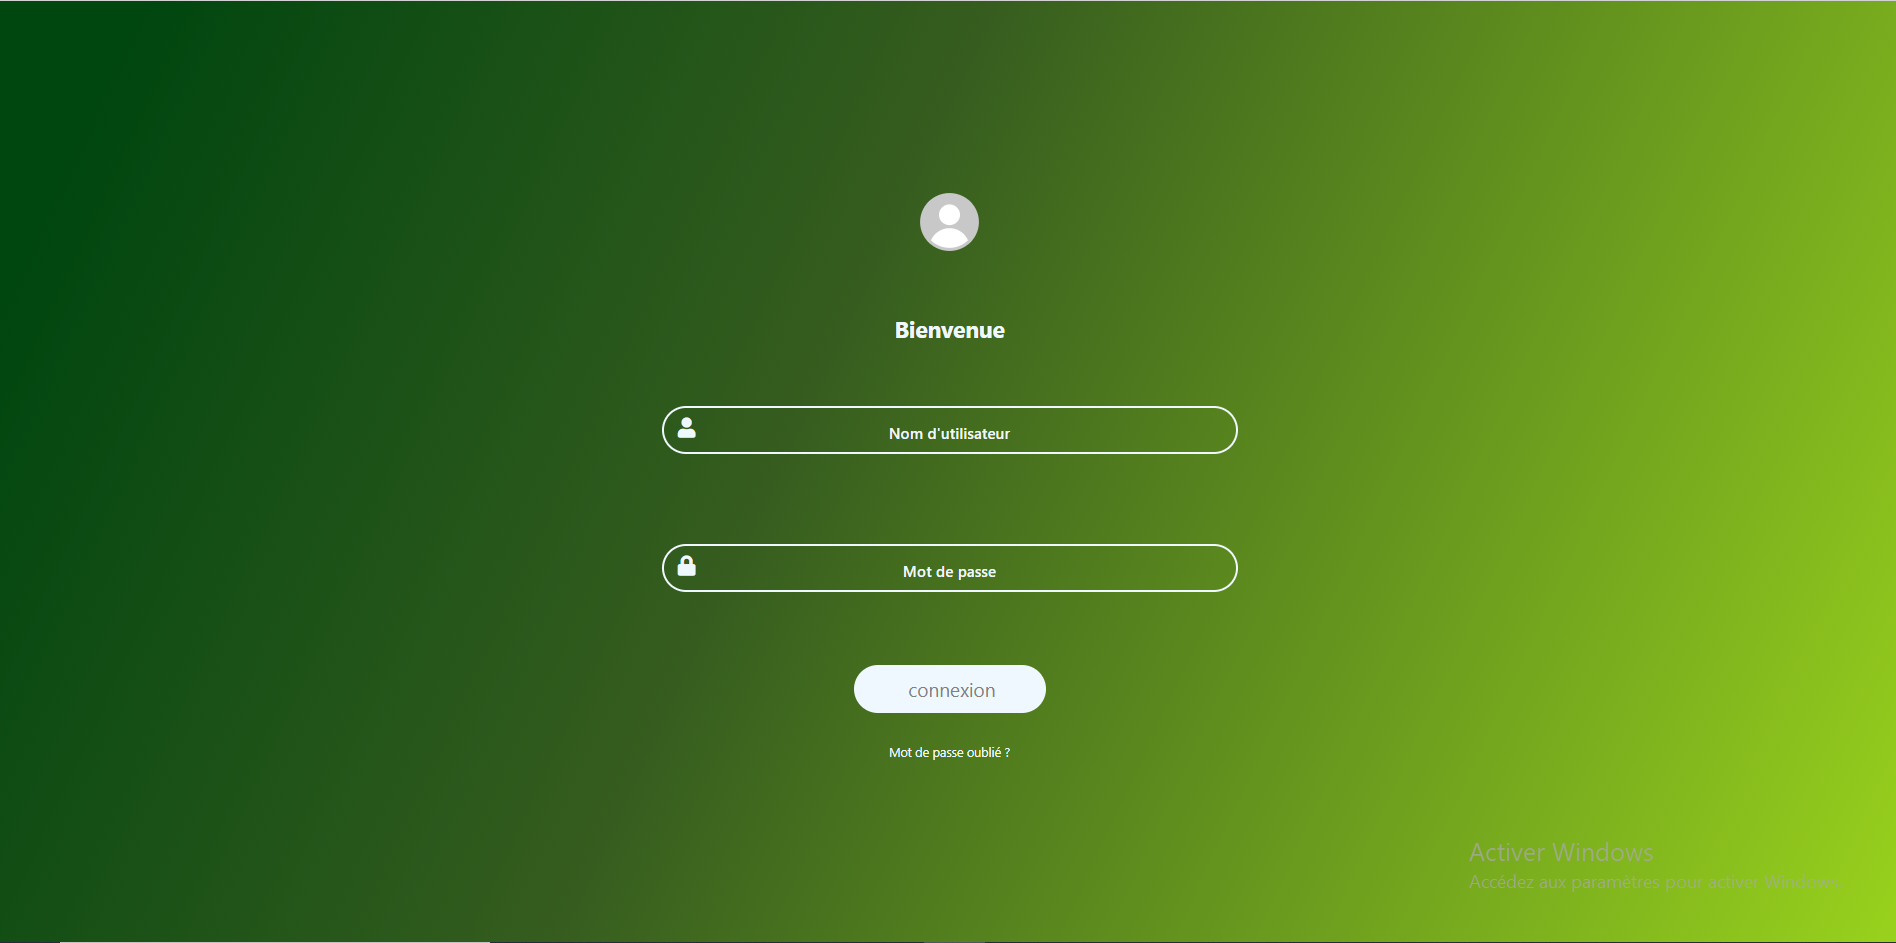 Bienvenue
Nom d'utilisateur
Mot de passe
connexion
Mot de passe oublié ?
Activer Windows
Accédez aux paramètres pour activer Windows.